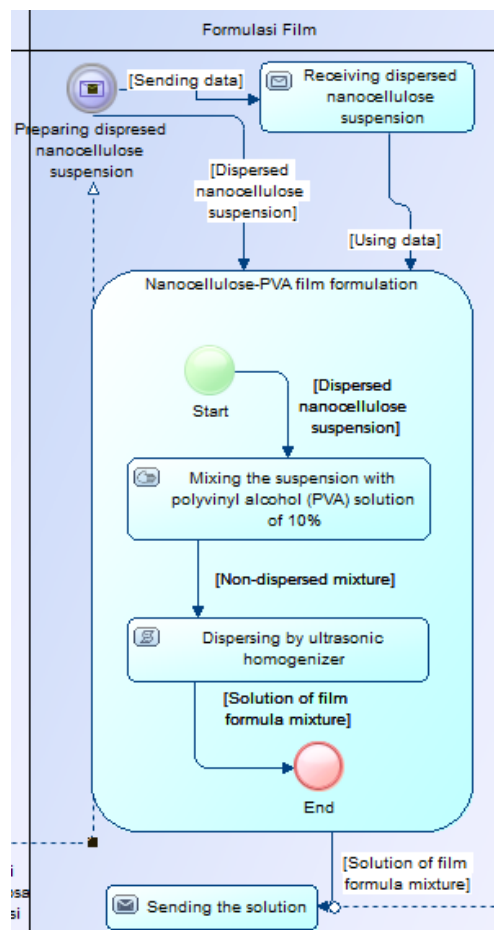 Formulasi Film
[Sending data]
Receiving dispersed
nanocellulose
suspension
Preparing dispresed
nanocellulose
suspension
[Dispersed
nanocellulose
suspension]
[Using data]
Nanocellulose-PVA film formulation
Start
[Dispersed
nanocellulose
suspension]
Mixing the suspension with
polyvinyl alcohol (PVA) solution
of 10%
[Non-dispersed mixture]
Dispersing by ultrasonic
homogenizer
[Solution of film
formula mixture]
End
[Solution of film
formula mixture]
Sending the solution